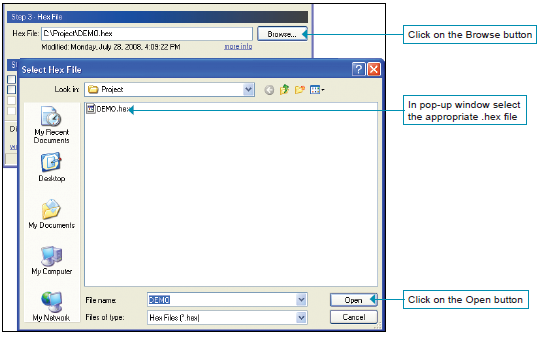 Step 3 - Hex File
Hex File: C:\Project\DEMO.hex
Browse...
Click on the Browse button
Modified: Monday, July 28, 2008, 4:09:22 PM
more info
Select Hex File
Look in:
Project
DEMO.hex
In pop-up window select
the appropriate .hex file
My Recent
Documents
Desktop
My Documents
My Computer
My Network
File name:
DEMO
Open
Click on the Open button
Files of type:
Hex Files (*.hex)
Cancel